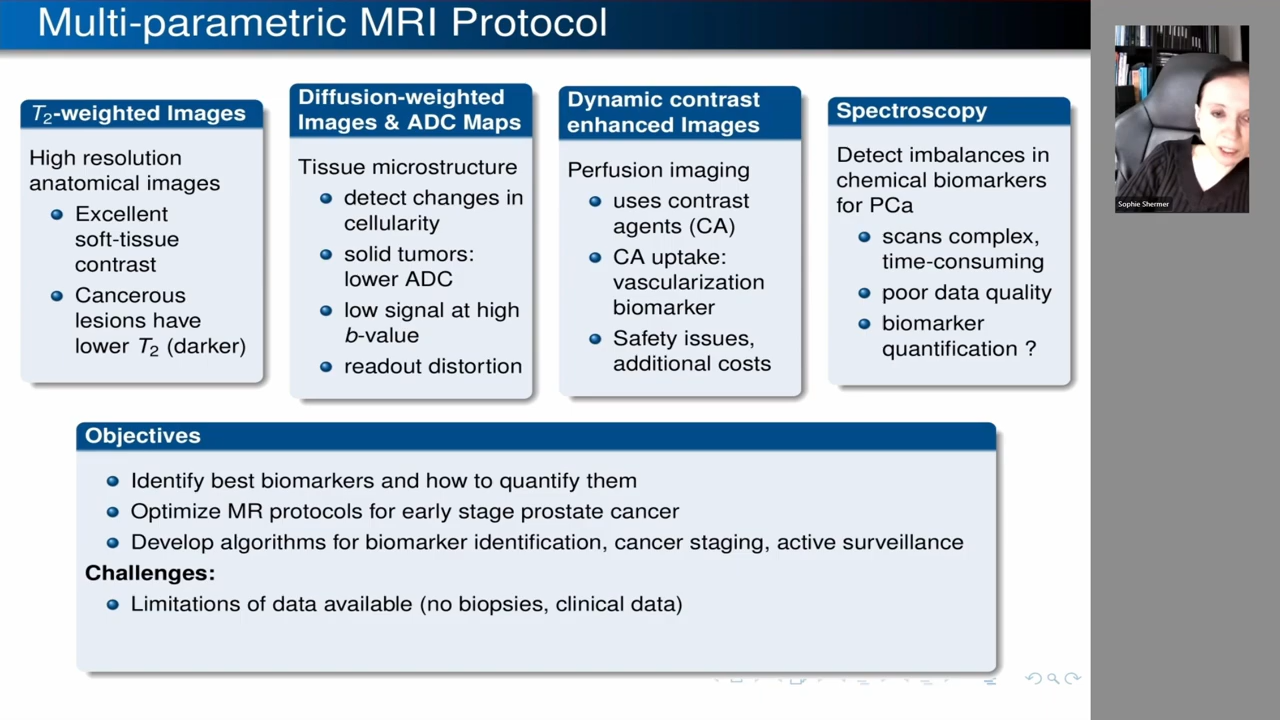 Multi-parametric MRI Protocol
T2-weighted Images
High resolution
anatomical images
Excellent
soft-tissue
contrast
Cancerous
lesions have
lower T2 (darker)
Diffusion-weighted
Images & ADC Maps
Tissue microstructure
detect changes in
cellularity
solid tumors:
lower ADC
low signal at high
b-value
readout distortion
Dynamic contrast
enhanced Images
Perfusion imaging
uses contrast
agents (CA)
CA uptake:
vascularization
biomarker
Safety issues,
additional costs
Spectroscopy
Detect imbalances in
chemical biomarkers
for PCa
scans complex,
time-consuming
poor data quality
biomarker
quantification ?
Objectives
Identify best biomarkers and how to quantify them
Optimize MR protocols for early stage prostate cancer
Develop algorithms for biomarker identification, cancer staging, active surveillance
Challenges:
Limitations of data available (no biopsies, clinical data)
Sophie Shermer